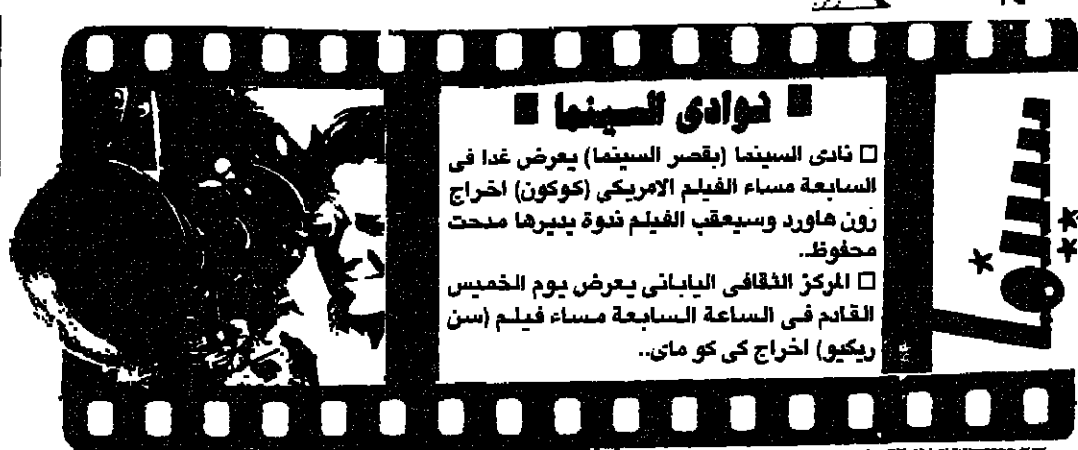 ■ نوادى السينما ■
□ نادى السينما (بقصر السينما) يعرض غدا فى
السابعة مساء الفيلم الامريكى (كوكون) اخراج
رون هاورد وسيعقب الفيلم ندوة يديرها مدحت
محفوظ..
□ المركز الثقافى اليابانى يعرض يوم الخميس
القادم فى الساعة السابعة مساء فيلم (سن
ريكيو) اخراج كى كو ماى..